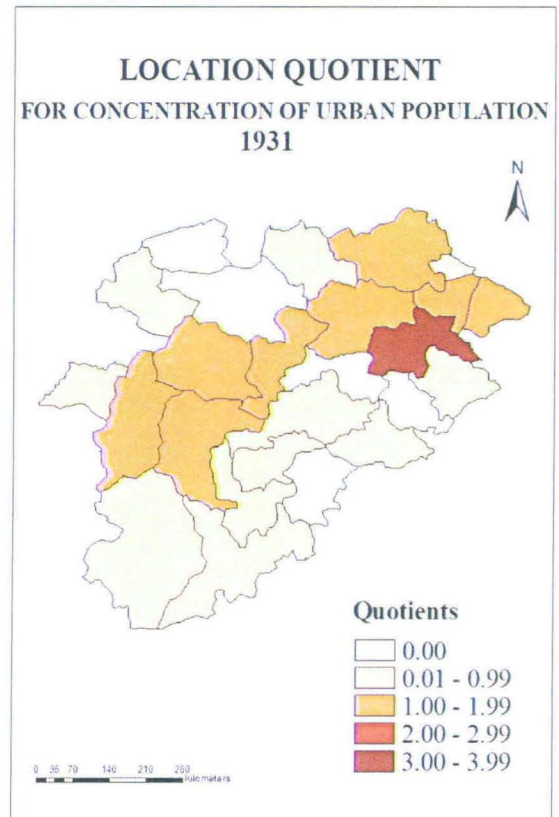 LOCATION QUOTIENT
FOR CONCENTRATION OF URBAN POPULATION
1931
N
Quotients
0.00
0.01 - 0.99
1.00 - 1.99
2.00 - 2.99
3.00 - 3.99
0 35 70 140 210 280
Kilometers